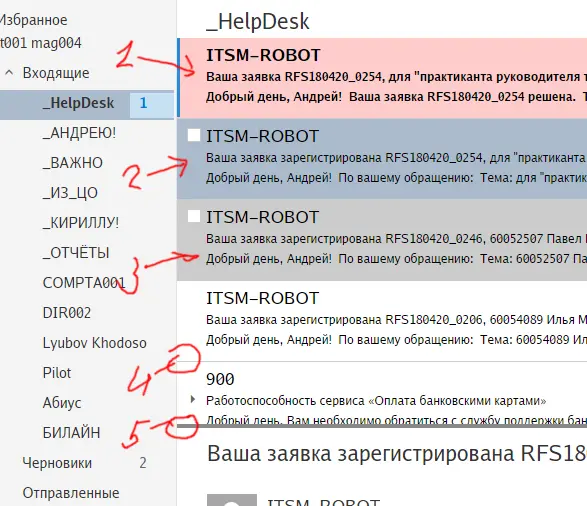 Избранное
t001 mag004
Входящие
_HelpDesk 1
_АНДРЕЮ!
_ВАЖНО
_ИЗ_ЦО
_КИРИЛЛУ!
_ОТЧЁТЫ
COMPTA001
DIR002
Lyubov Khodoso
Pilot
Абиус
БИЛАЙН
Черновики 2
Отправленные
1
2
3
4
5
_HelpDesk
ITSM-ROBOT
Ваша заявка RFS180420_0254, для "практиканта руководителя т
Добрый день, Андрей! Ваша заявка RFS180420_0254 решена. Т
ITSM-ROBOT
Ваша заявка зарегистрирована RFS180420_0254, для "практиканта
Добрый день, Андрей! По вашему обращению: Тема: для "практик
ITSM-ROBOT
Ваша заявка зарегистрирована RFS180420_0246, 60052507 Павел
Добрый день, Андрей! По вашему обращению: Тема: 60052507 Па
ITSM-ROBOT
Ваша заявка зарегистрирована RFS180420_0206, 60054089 Илья М
Добрый день, Андрей! По вашему обращению: Тема: 60054089 Ил
900
Работоспособность сервиса «Оплата банковскими картами»
Добрый день, Вам необходимо обратиться с службу поддержки бан
Ваша заявка зарегистрирована RFS18
ITSM-ROBOT